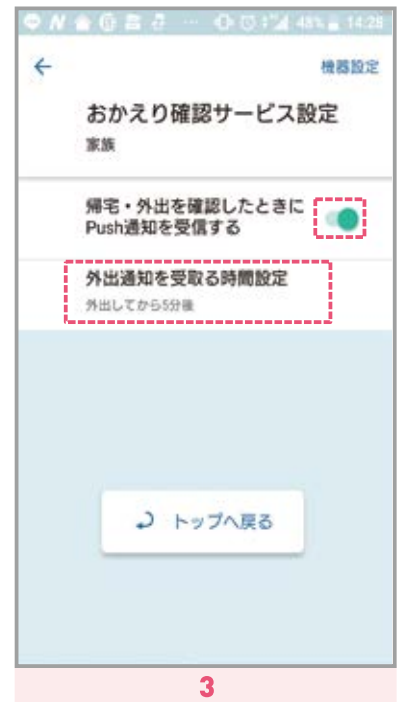 48% 14:28
機器設定
おかえり確認サービス設定
家族
帰宅・外出を確認したときに
Push通知を受信する
外出通知を受取る時間設定
外出してから5分後
トップへ戻る
3